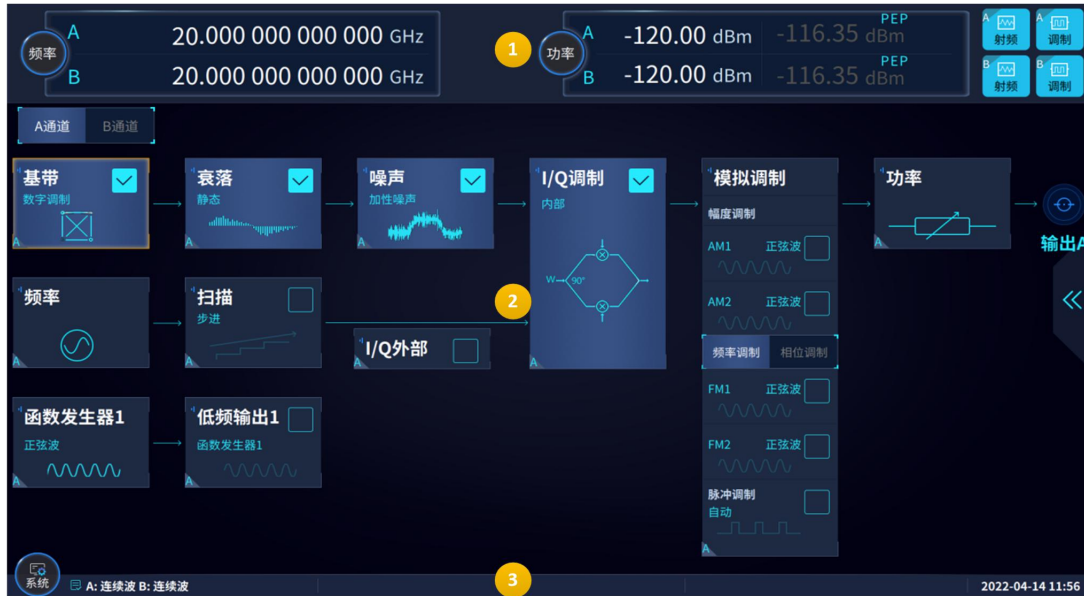 频率
A
20.000 000 000 000 GHz
B
20.000 000 000 000 GHz
1
功率
A
-120.00 dBm
-116.35 dBm
PEP
B
-120.00 dBm
-116.35 dBm
PEP
A
射频
A
调制
B
射频
B
调制
A通道
B通道
基带
数字调制
A
衰落
静态
A
噪声
加性噪声
A
I/Q调制
内部
W
90°
A
模拟调制
幅度调制
AM1
正弦波
AM2
正弦波
频率调制
相位调制
FM1
正弦波
FM2
正弦波
脉冲调制
自动
A
功率
A
输出A
频率
A
扫描
步进
A
2
I/Q外部
A
函数发生器1
正弦波
A
低频输出1
函数发生器1
A
系统
A: 连续波 B: 连续波
3
2022-04-14 11:56